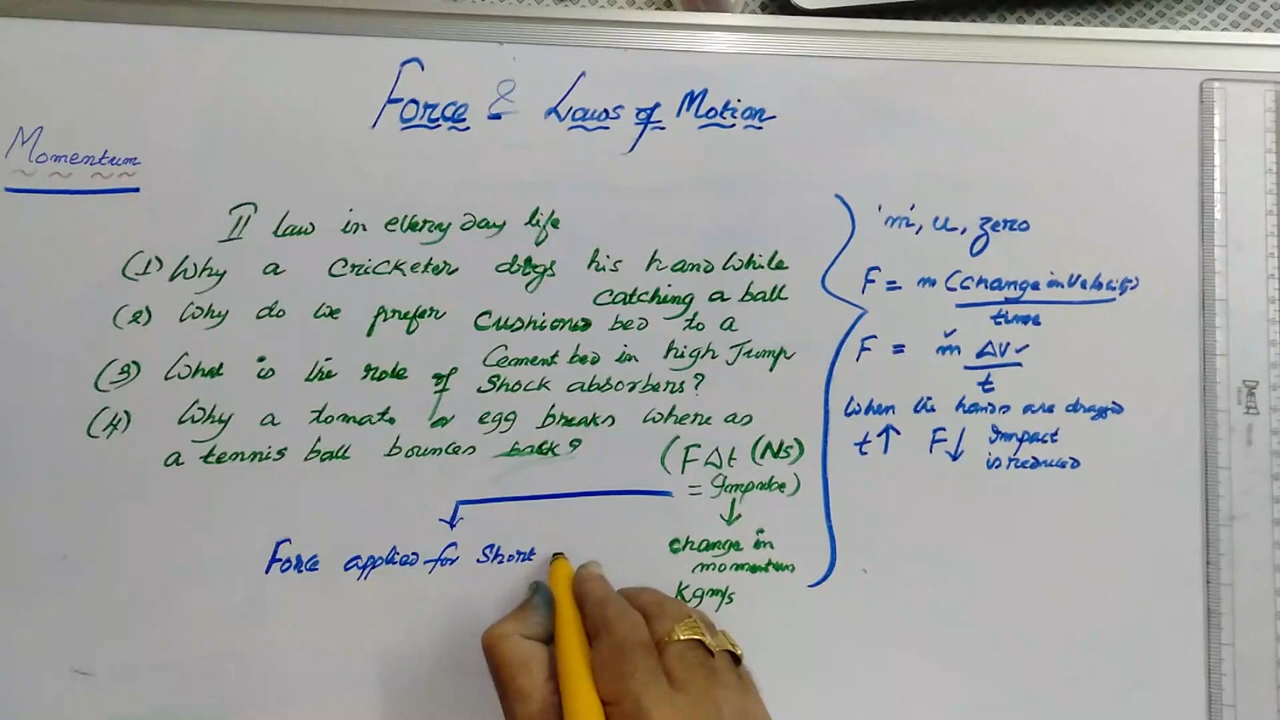 Force & Laws of Motion
Momentum
II Law in every day life
(1) Why a cricketer drags his hand while
catching a ball
(2) Why do we prefer cushioned bed to a
Cement bed in high Jump
(3) What is the role of Shock absorbers?
(4) Why a tomato or egg breaks where as
a tennis ball bounces back?
(FΔt (Ns)
= Impulse)
change in
momentum
Kgm/s
Force applied for Short
'm', u, zero
F = m (change in velocity)
time
F = m ΔV
t
When the hands are dragged
t↑ F↓ Impact
is reduced
OMEGA